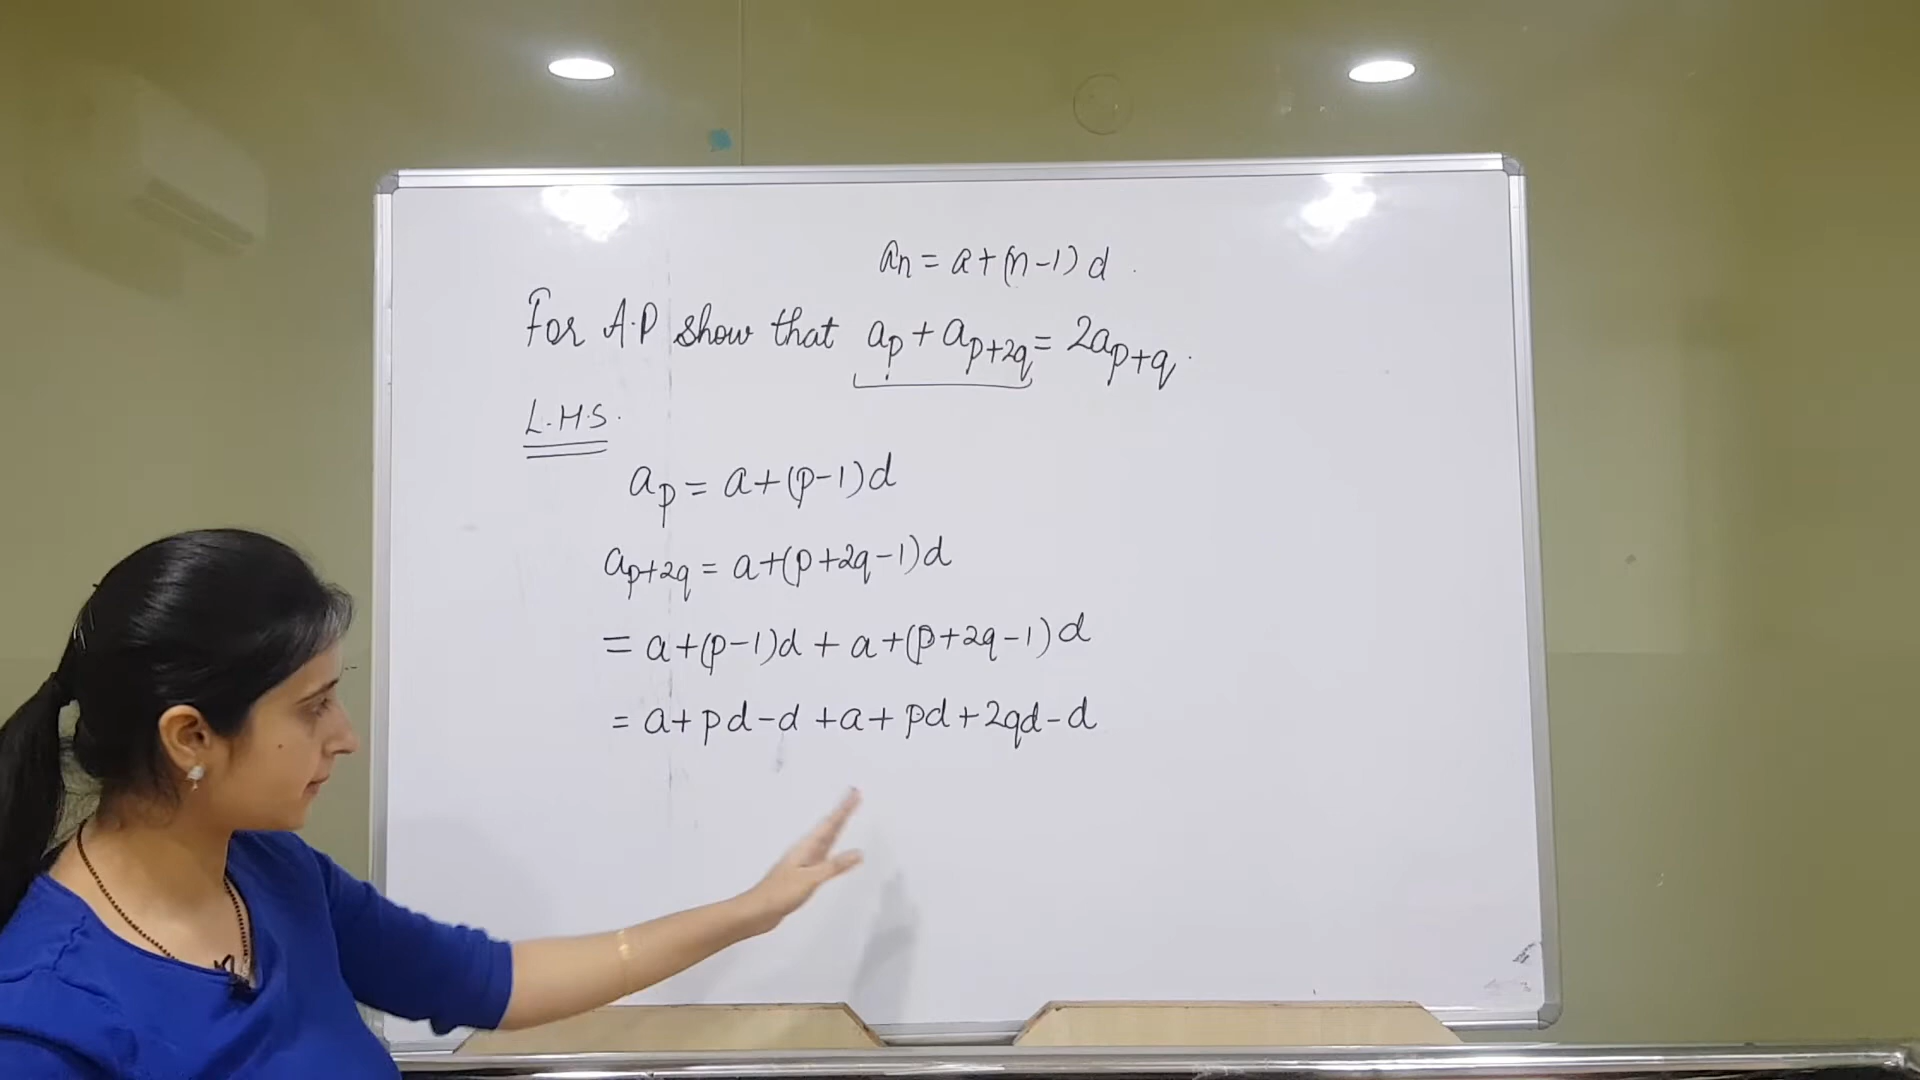 an = a+(n-1)d.
For A.P show that ap + ap+2q = 2ap+q.
L.H.S.
ap = a+(p-1)d
ap+2q = a+(p+2q-1)d
= a+(p-1)d + a+(p+2q-1)d
= a+pd-d +a+pd+2qd-d